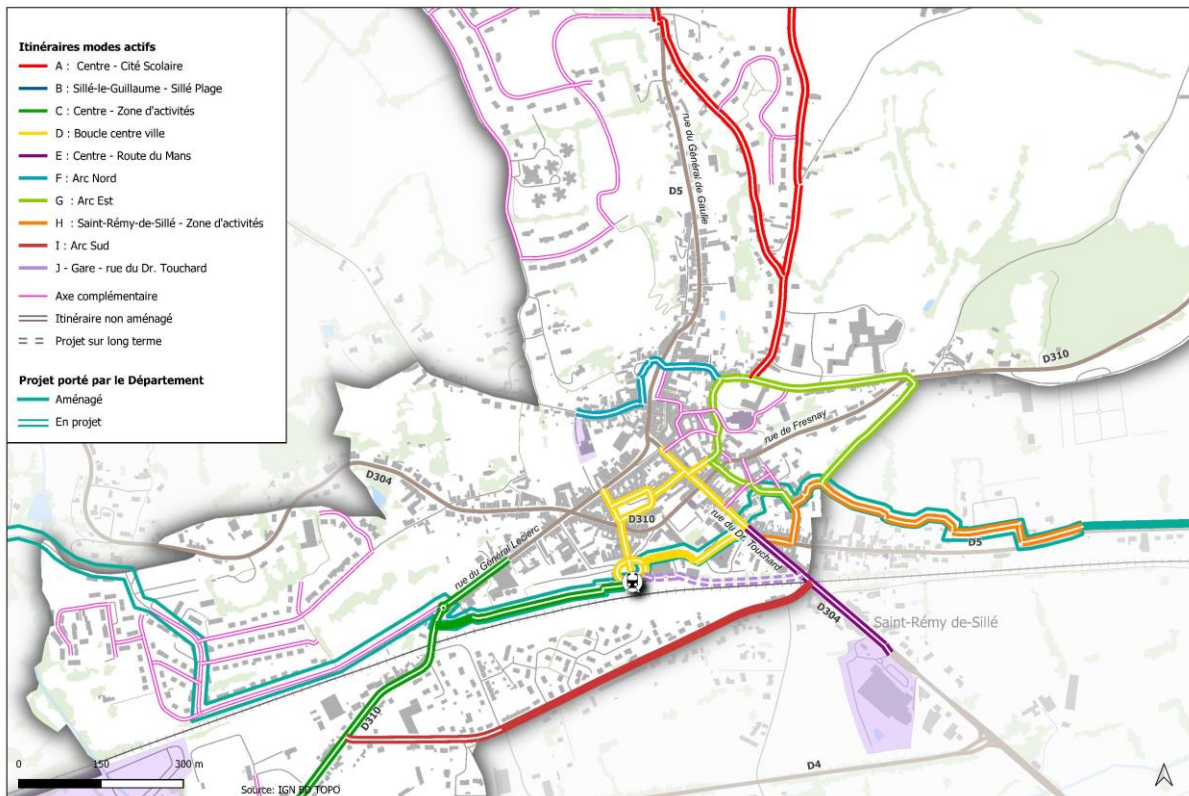 Itinéraires modes actifs
A : Centre - Cité Scolaire
B : Sillé-le-Guillaume - Sillé Plage
C : Centre - Zone d'activités
D : Boucle centre ville
E : Centre - Route du Mans
F : Arc Nord
G : Arc Est
H : Saint-Rémy-de-Sillé - Zone d'activités
I : Arc Sud
J - Gare - rue du Dr. Touchard
Axe complémentaire
Itinéraire non aménagé
Projet sur long terme
Projet porté par le Département
Aménagé
En projet
rue du Général de Gaulle
D5
D310
rue de Fresnay
D304
D310
rue du Général Leclerc
rue du Dr. Touchard
D5
D304
Saint-Rémy de-Sillé
D310
D4
0 150 300 m
Source: IGN BD TOPO